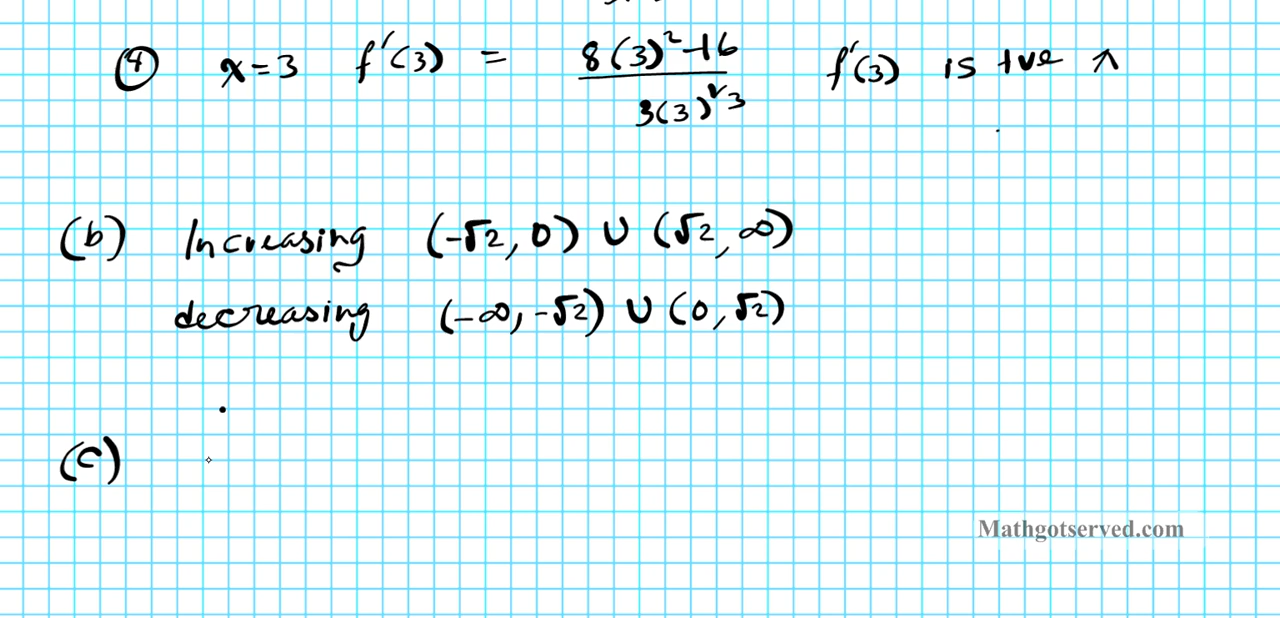 ④ x=3 f'(3) = 8(3)²-16 / 3(3)^1/3 f'(3) is +ve ↑
(b) Increasing (-√2, 0) ∪ (√2, ∞)
decreasing (-∞, -√2) ∪ (0, √2)
(c)
Mathgotserved.com